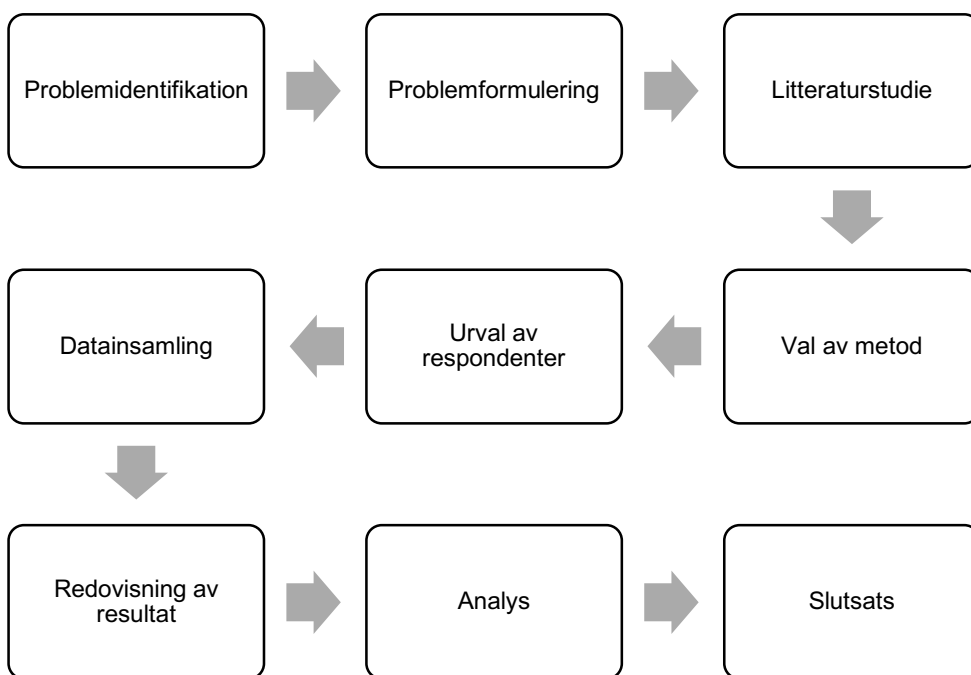 Problemidentifikation
Problemformulering
Litteraturstudie
Val av metod
Urval av
respondenter
Datainsamling
Redovisning av
resultat
Analys
Slutsats